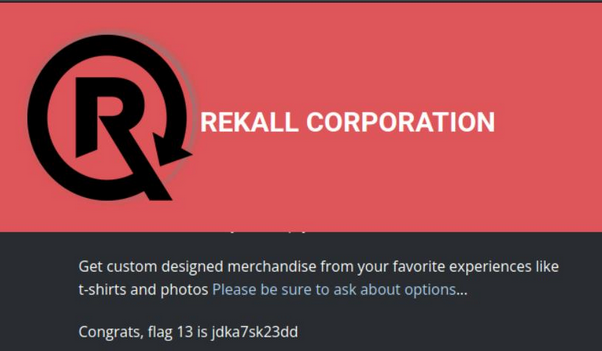 R
REKALL CORPORATION
Get custom designed merchandise from your favorite experiences like
t-shirts and photos Please be sure to ask about options...
Congrats, flag 13 is jdka7sk23dd